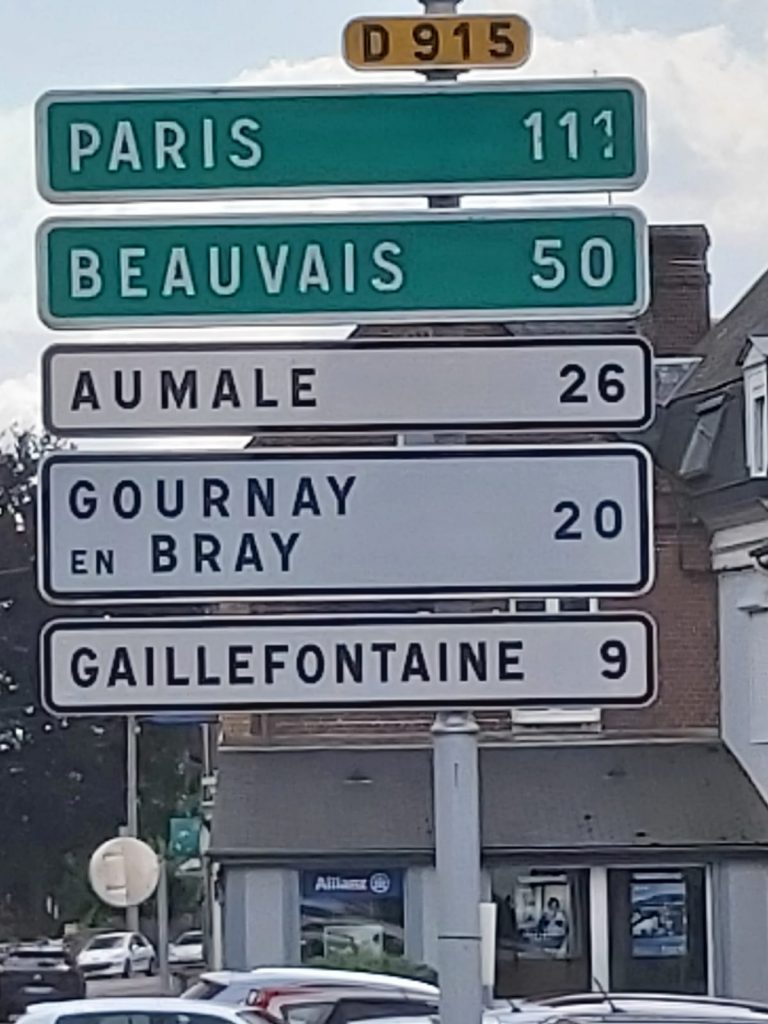 D 915
PARIS 111
BEAUVAIS 50
AUMALE 26
GOURNAY
EN BRAY 20
GAILLEFONTAINE 9
Allianz